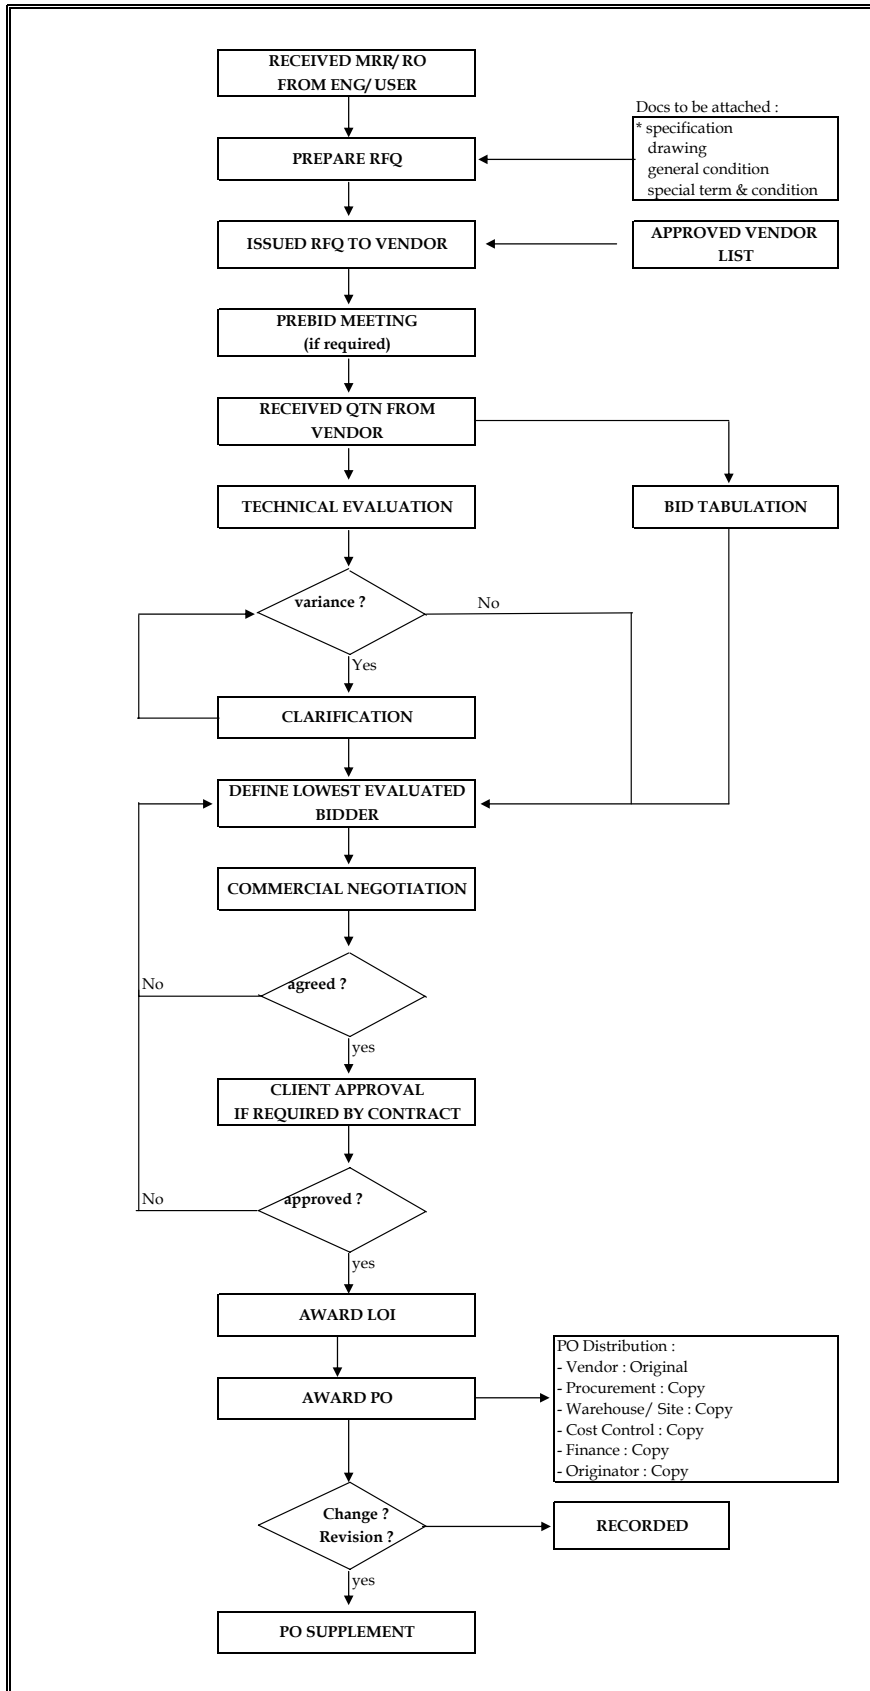 RECEIVED MRR/ RO
FROM ENG/ USER
Docs to be attached :
* specification
drawing
general condition
special term & condition
PREPARE RFQ
ISSUED RFQ TO VENDOR
APPROVED VENDOR
LIST
PREBID MEETING
(if required)
RECEIVED QTN FROM
VENDOR
TECHNICAL EVALUATION
BID TABULATION
variance ?
No
Yes
CLARIFICATION
DEFINE LOWEST EVALUATED
BIDDER
COMMERCIAL NEGOTIATION
No
agreed ?
yes
CLIENT APPROVAL
IF REQUIRED BY CONTRACT
No
approved ?
yes
AWARD LOI
AWARD PO
PO Distribution :
- Vendor : Original
- Procurement : Copy
- Warehouse/ Site : Copy
- Cost Control : Copy
- Finance : Copy
- Originator : Copy
Change ?
Revision ?
RECORDED
yes
PO SUPPLEMENT